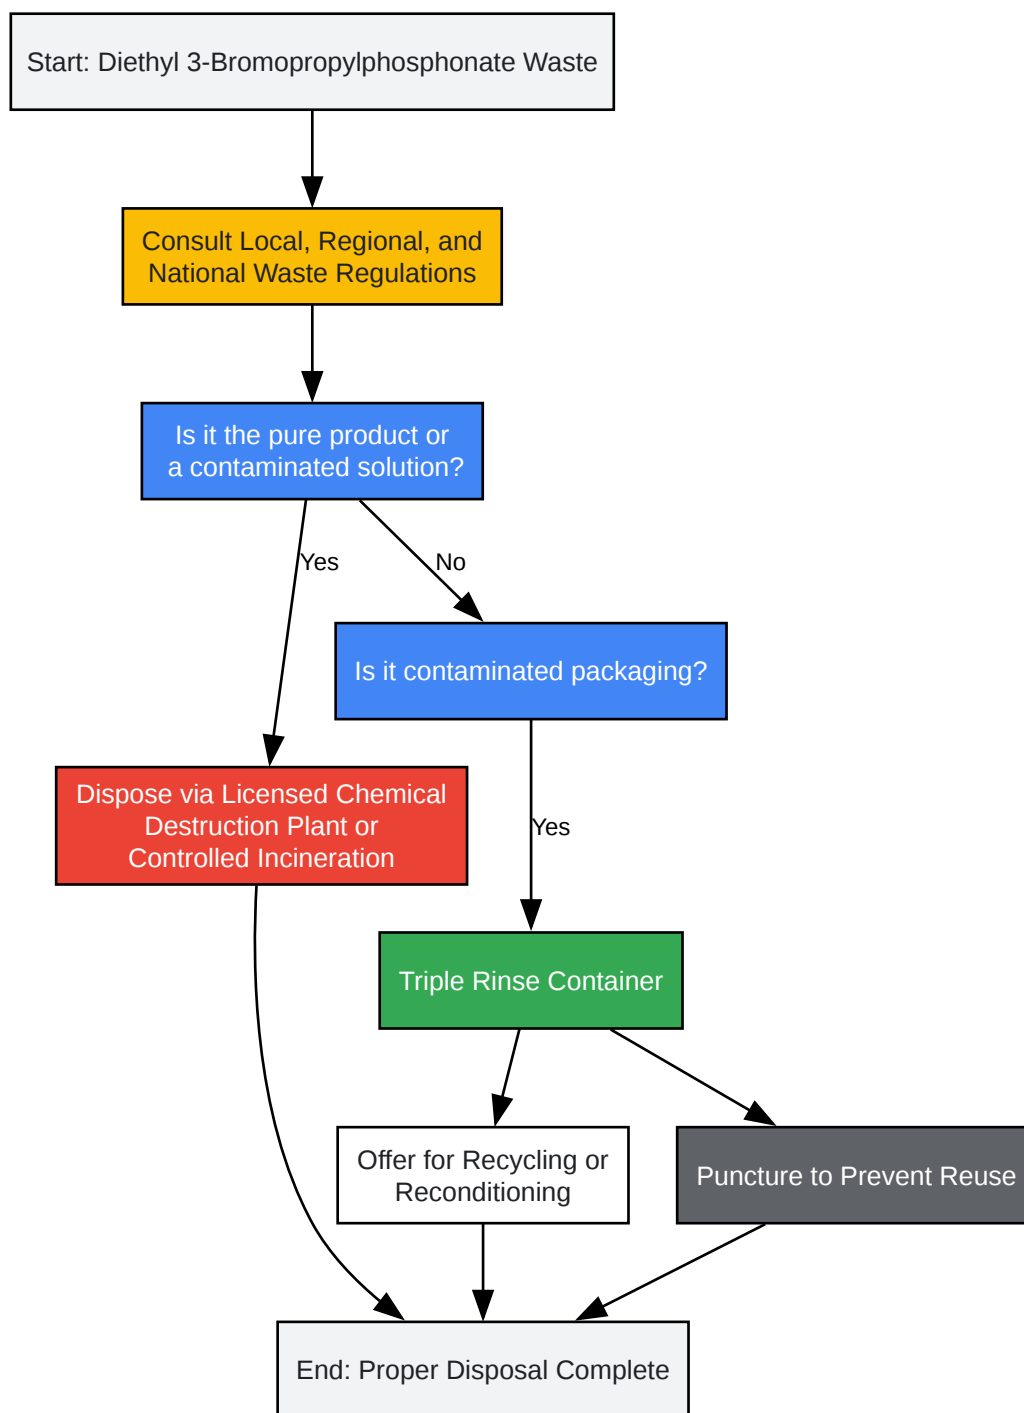 Start: Diethyl 3-Bromopropylphosphonate Waste
Consult Local, Regional, and
National Waste Regulations
Is it the pure product or
a contaminated solution?
Yes
No
Is it contaminated packaging?
Dispose via Licensed Chemical
Destruction Plant or
Controlled Incineration
Yes
Triple Rinse Container
Offer for Recycling or
Reconditioning
Puncture to Prevent Reuse
End: Proper Disposal Complete